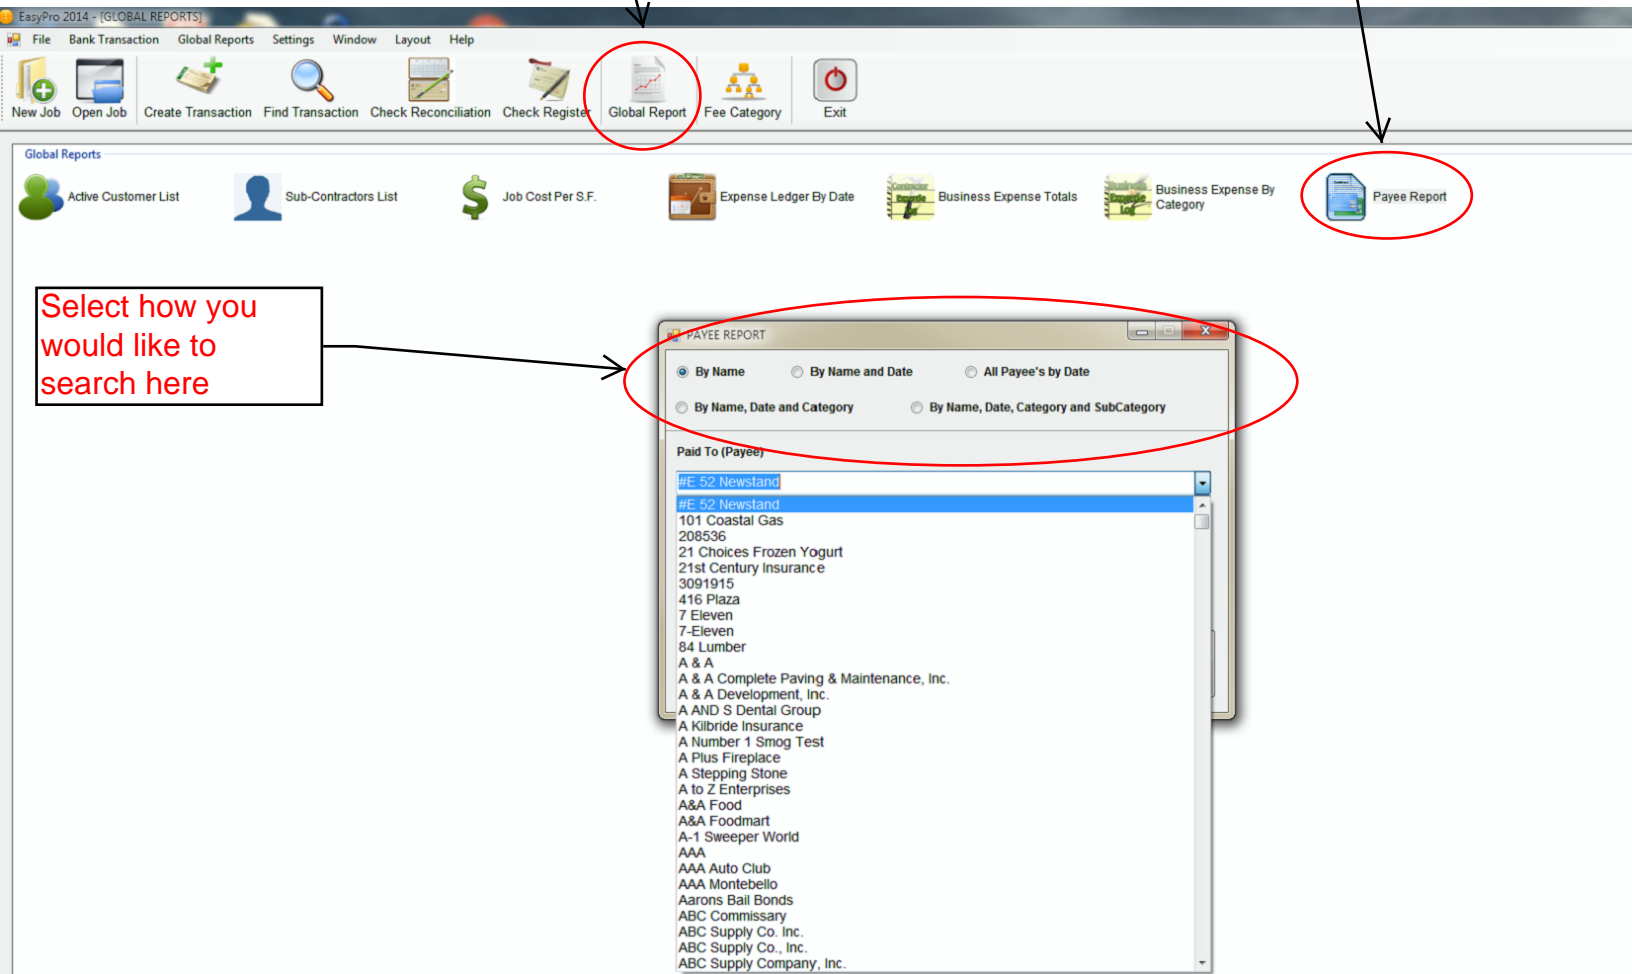 EasyPro 2014 - [GLOBAL REPORTS]
File Bank Transaction Global Reports Settings Window Layout Help
New Job Open Job Create Transaction Find Transaction Check Reconciliation Check Register Global Report Fee Category Exit
Global Reports
Active Customer List Sub-Contractors List Job Cost Per S.F. Expense Ledger By Date Business Expense Totals Business Expense By Category Payee Report
Select how you
would like to
search here
PAYEE REPORT
By Name By Name and Date All Payee's by Date
By Name, Date and Category By Name, Date, Category and SubCategory
Paid To (Payee)
#E 52 Newstand
#E 52 Newstand
101 Coastal Gas
208536
21 Choices Frozen Yogurt
21st Century Insurance
3091915
416 Plaza
7 Eleven
7-Eleven
84 Lumber
A & A
A & A Complete Paving & Maintenance, Inc.
A & A Development, Inc.
A AND S Dental Group
A Kilbride Insurance
A Number 1 Smog Test
A Plus Fireplace
A Stepping Stone
A to Z Enterprises
A&A Food
A&A Foodmart
A-1 Sweeper World
AAA
AAA Auto Club
AAA Montebello
Aarons Bail Bonds
ABC Commissary
ABC Supply Co. Inc.
ABC Supply Co., Inc.
ABC Supply Company, Inc.